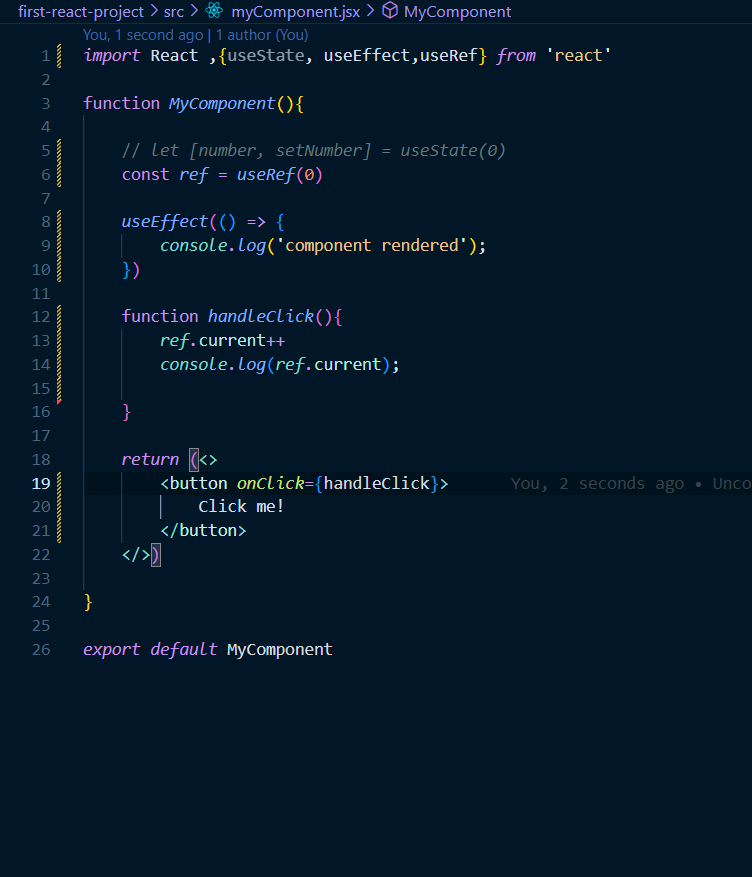 first-react-project > src > myComponent.jsx > MyComponent
You, 1 second ago | 1 author (You)
1 import React ,{useState, useEffect,useRef} from 'react'
2
3 function MyComponent(){
4
5 // let [number, setNumber] = useState(0)
6 const ref = useRef(0)
7
8 useEffect(() => {
9 console.log('component rendered');
10 })
11
12 function handleClick(){
13 ref.current++
14 console.log(ref.current);
15
16 }
17
18 return (<>
19 <button onClick={handleClick}> You, 2 seconds ago • Unco
20 Click me!
21 </button>
22 </>)
23
24 }
25
26 export default MyComponent